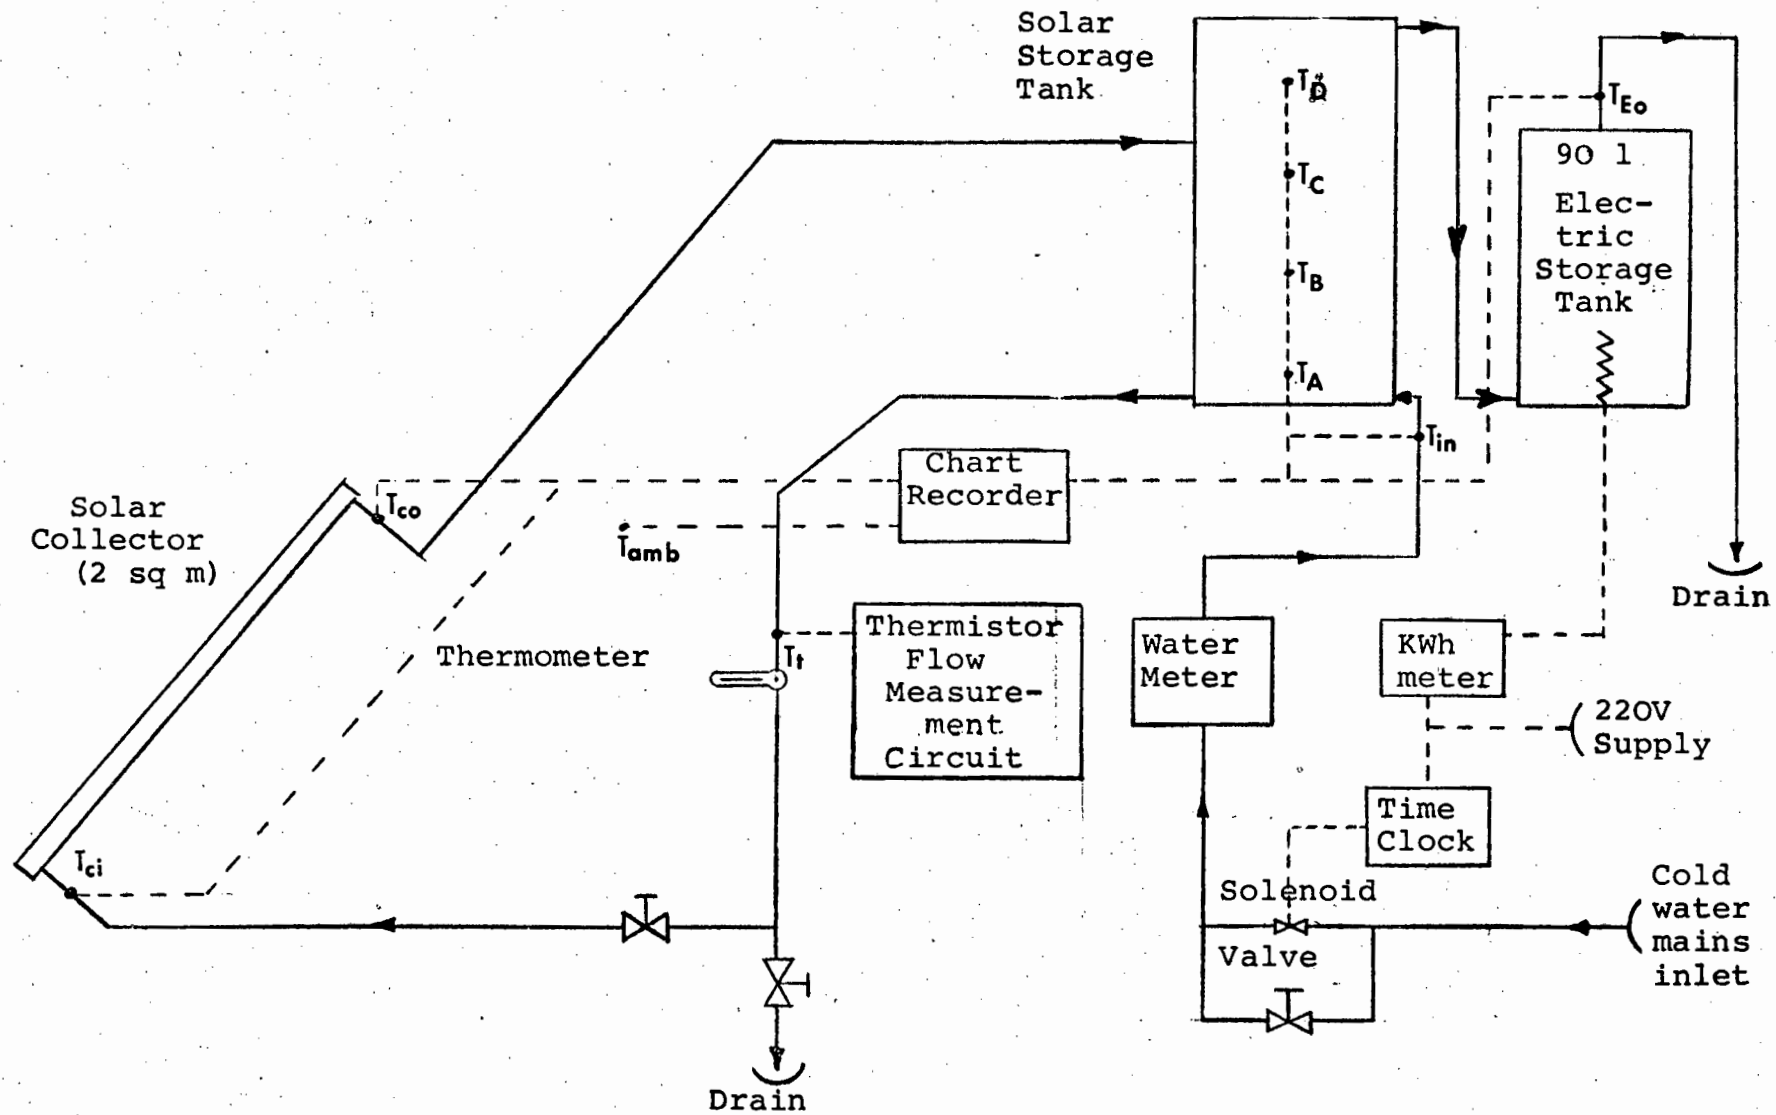 Solar
Storage
Tank
T_D
T_C
T_B
T_A
T_Eo
90 l
Elec-
tric
Storage
Tank
T_in
Chart
Recorder
T_co
Solar
Collector
(2 sq m)
T_amb
Thermometer
T_t
Thermistor
Flow
Measure-
ment
Circuit
Water
Meter
KWh
meter
220V
Supply
Drain
Time
Clock
T_ci
Solenoid
Valve
Cold
water
mains
inlet
Drain